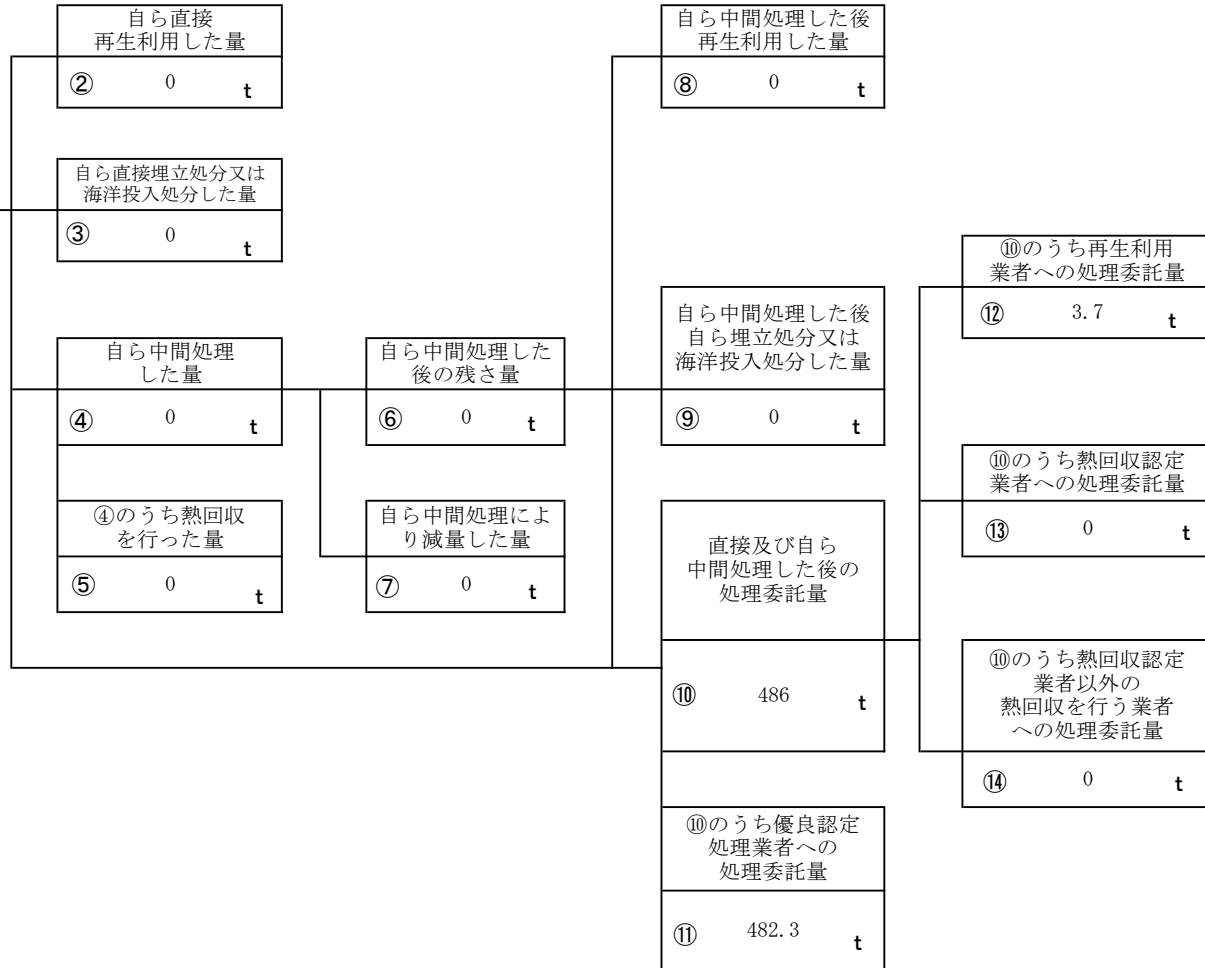 自ら直接
再生利用した量
② 0 t
自ら直接埋立処分又は
海洋投入処分した量
③ 0 t
自ら中間処理
した量
④ 0 t
④のうち熱回収
を行った量
⑤ 0 t
自ら中間処理した
後の残さ量
⑥ 0 t
自ら中間処理によ
り減量した量
⑦ 0 t
自ら中間処理した後
再生利用した量
⑧ 0 t
自ら中間処理した後
自ら埋立処分又は
海洋投入処分した量
⑨ 0 t
直接及び自ら
中間処理した後の
処理委託量
⑩ 486 t
⑩のうち優良認定
処理業者への
処理委託量
⑪ 482.3 t
⑩のうち再生利用
業者への処理委託量
⑫ 3.7 t
⑩のうち熱回収認定
業者への処理委託量
⑬ 0 t
⑩のうち熱回収認定
業者以外の
熱回収を行う業者
への処理委託量
⑭ 0 t